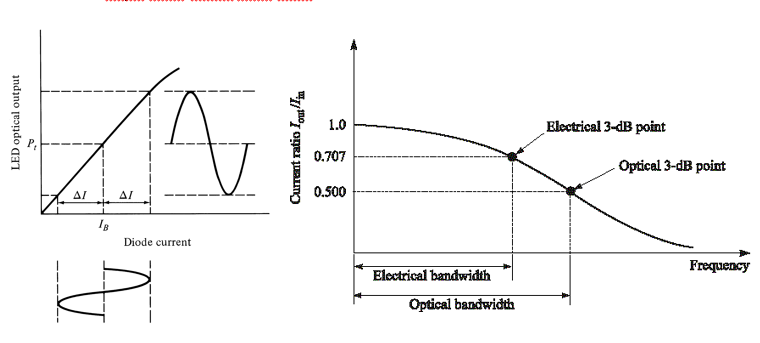 LED optical output
P_t
ΔI
ΔI
I_B
Diode current
Current ratio I_out/I_in
1.0
0.707
0.500
Electrical 3-dB point
Optical 3-dB point
Frequency
Electrical bandwidth
Optical bandwidth